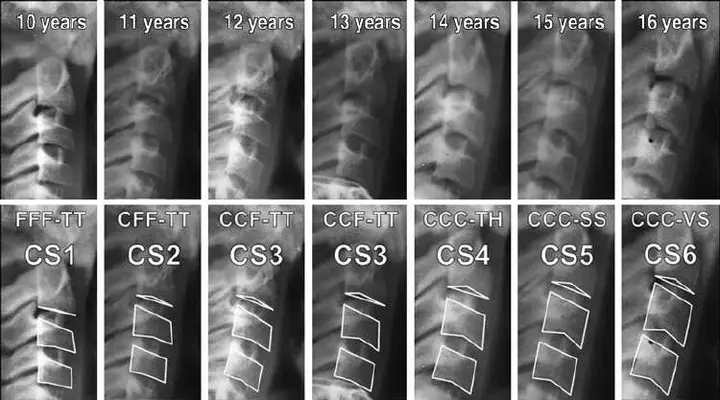 10 years
11 years
12 years
13 years
14 years
15 years
16 years
FFF-TT
CFF-TT
CCF-TT
CCF-TT
CCC-TH
CCC-SS
CCC-VS
CS1
CS2
CS3
CS3
CS4
CS5
CS6